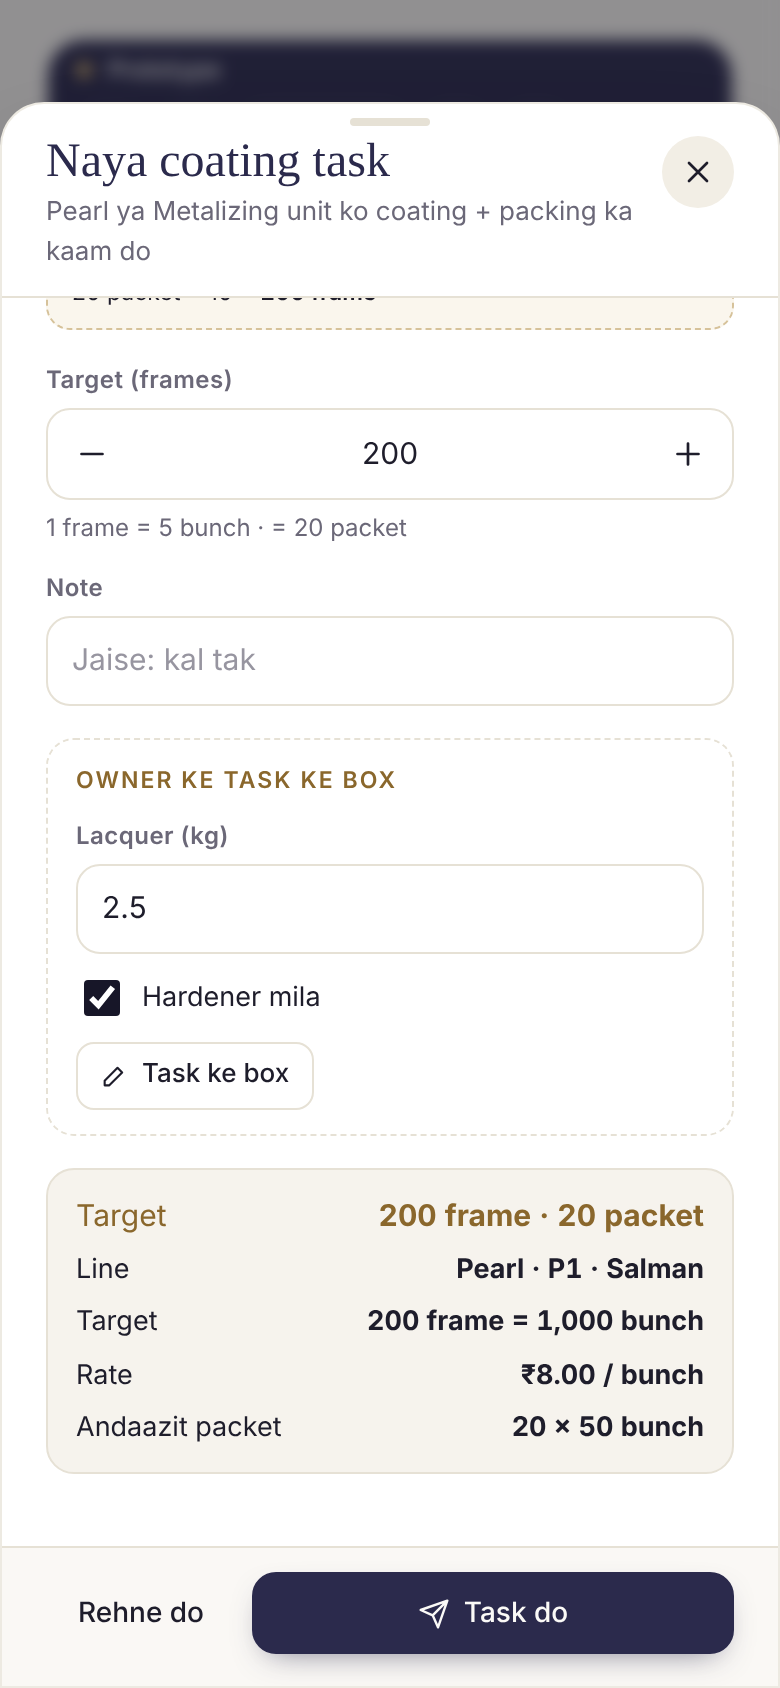 Prototype
Naya coating task
Pearl ya Metalizing unit ko coating + packing ka
kaam do
Target (frames)
200
1 frame = 5 bunch · = 20 packet
Note
Jaise: kal tak
OWNER KE TASK KE BOX
Lacquer (kg)
2.5
Hardener mila
Task ke box
Target 200 frame · 20 packet
Line Pearl · P1 · Salman
Target 200 frame = 1,000 bunch
Rate ₹8.00 / bunch
Andaazit packet 20 × 50 bunch
Rehne do Task do